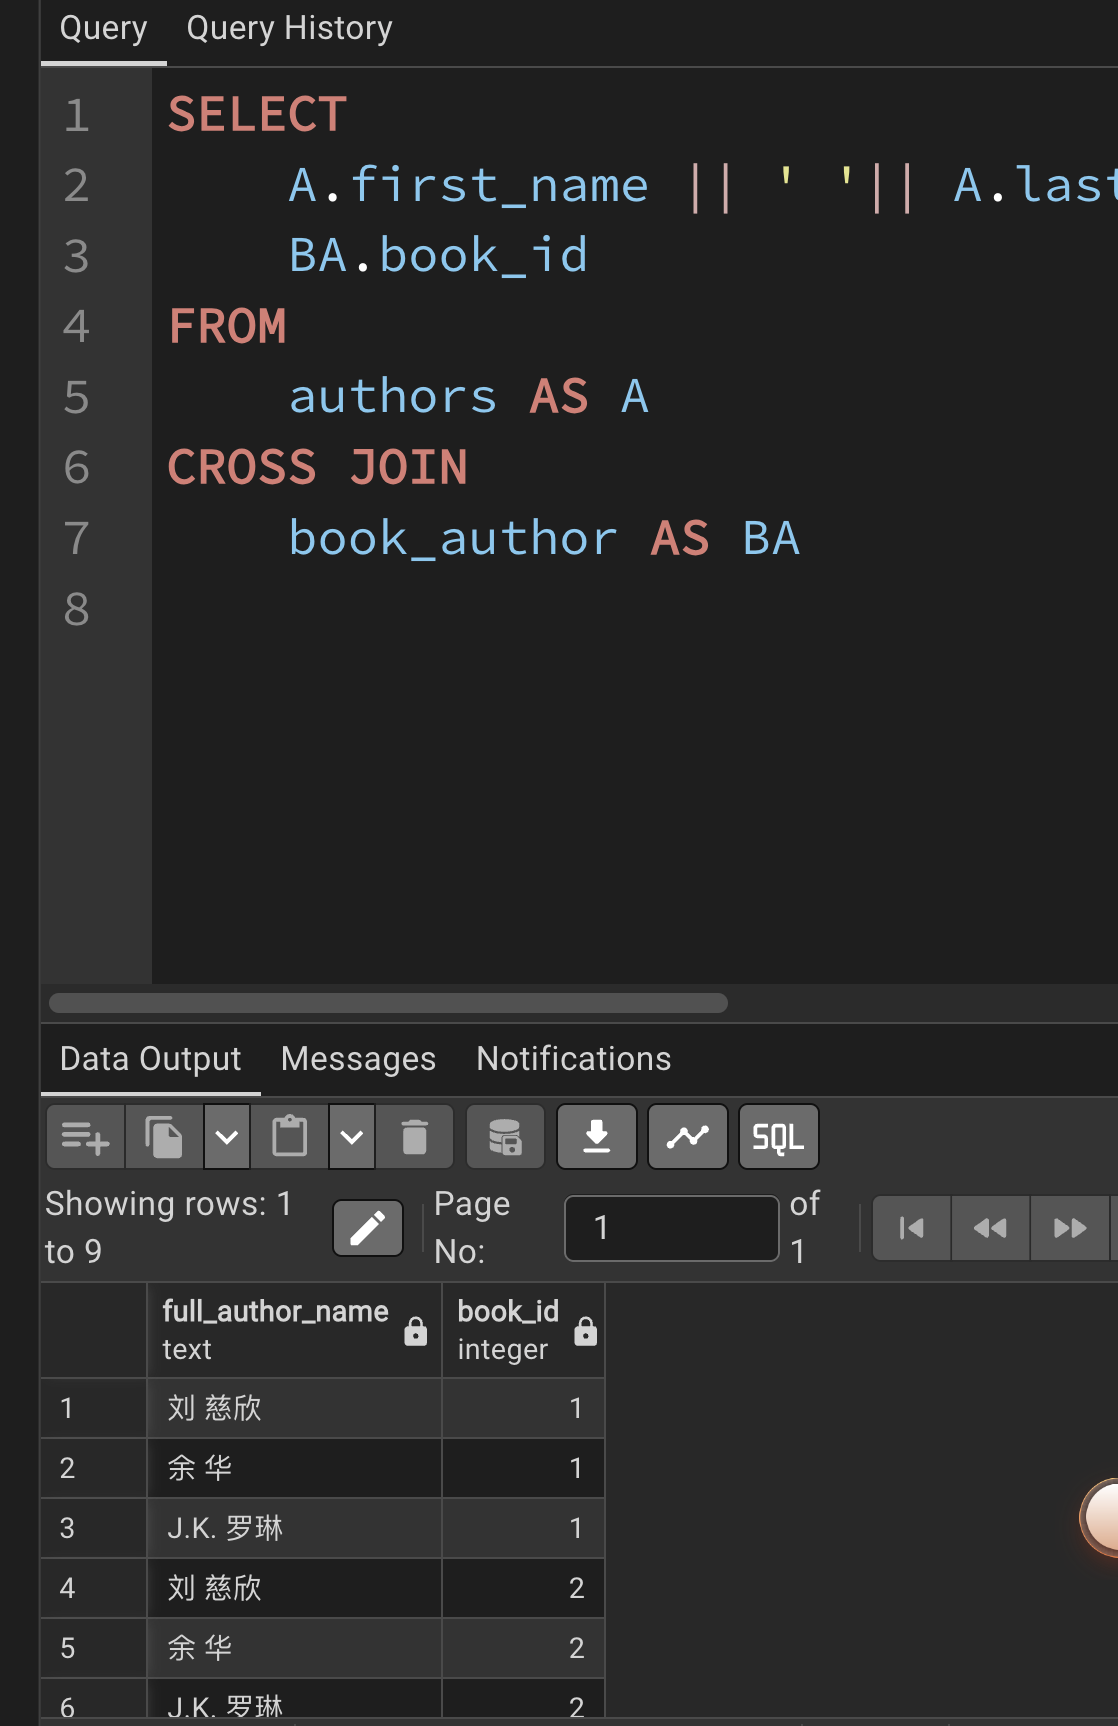 Query Query History
1 SELECT
2 A.first_name || ' '|| A.last
3 BA.book_id
4 FROM
5 authors AS A
6 CROSS JOIN
7 book_author AS BA
8
Data Output Messages Notifications
SQL
Showing rows: 1 Page of
to 9 No: 1 1
full_author_name book_id
text integer
1 刘 慈欣 1
2 余 华 1
3 J.K. 罗琳 1
4 刘 慈欣 2
5 余 华 2
6 J.K. 罗琳 2